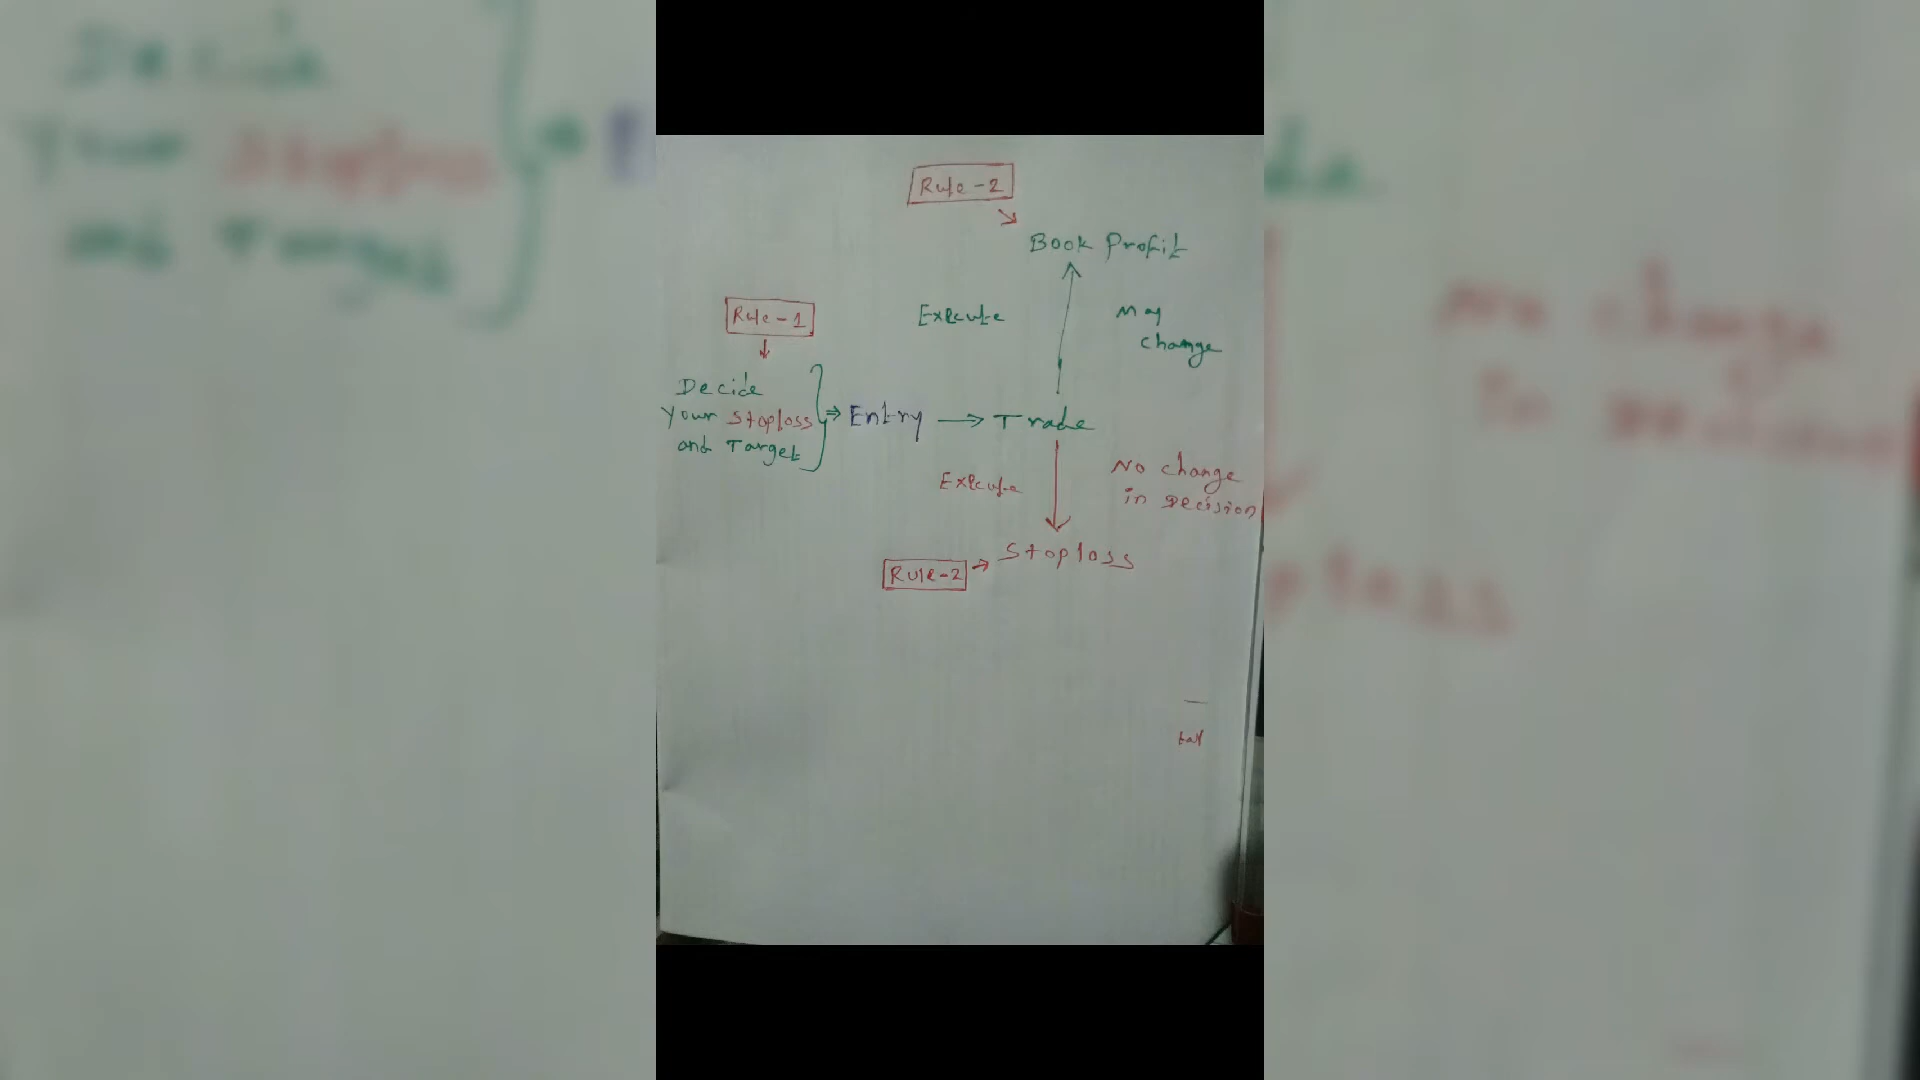 Rule-2
Book Profit
Execute
May
change
Rule-1
Decide
Your Stoploss
and Target
Entry
Trade
Execute
No change
in decision
Stoploss
Rule-2